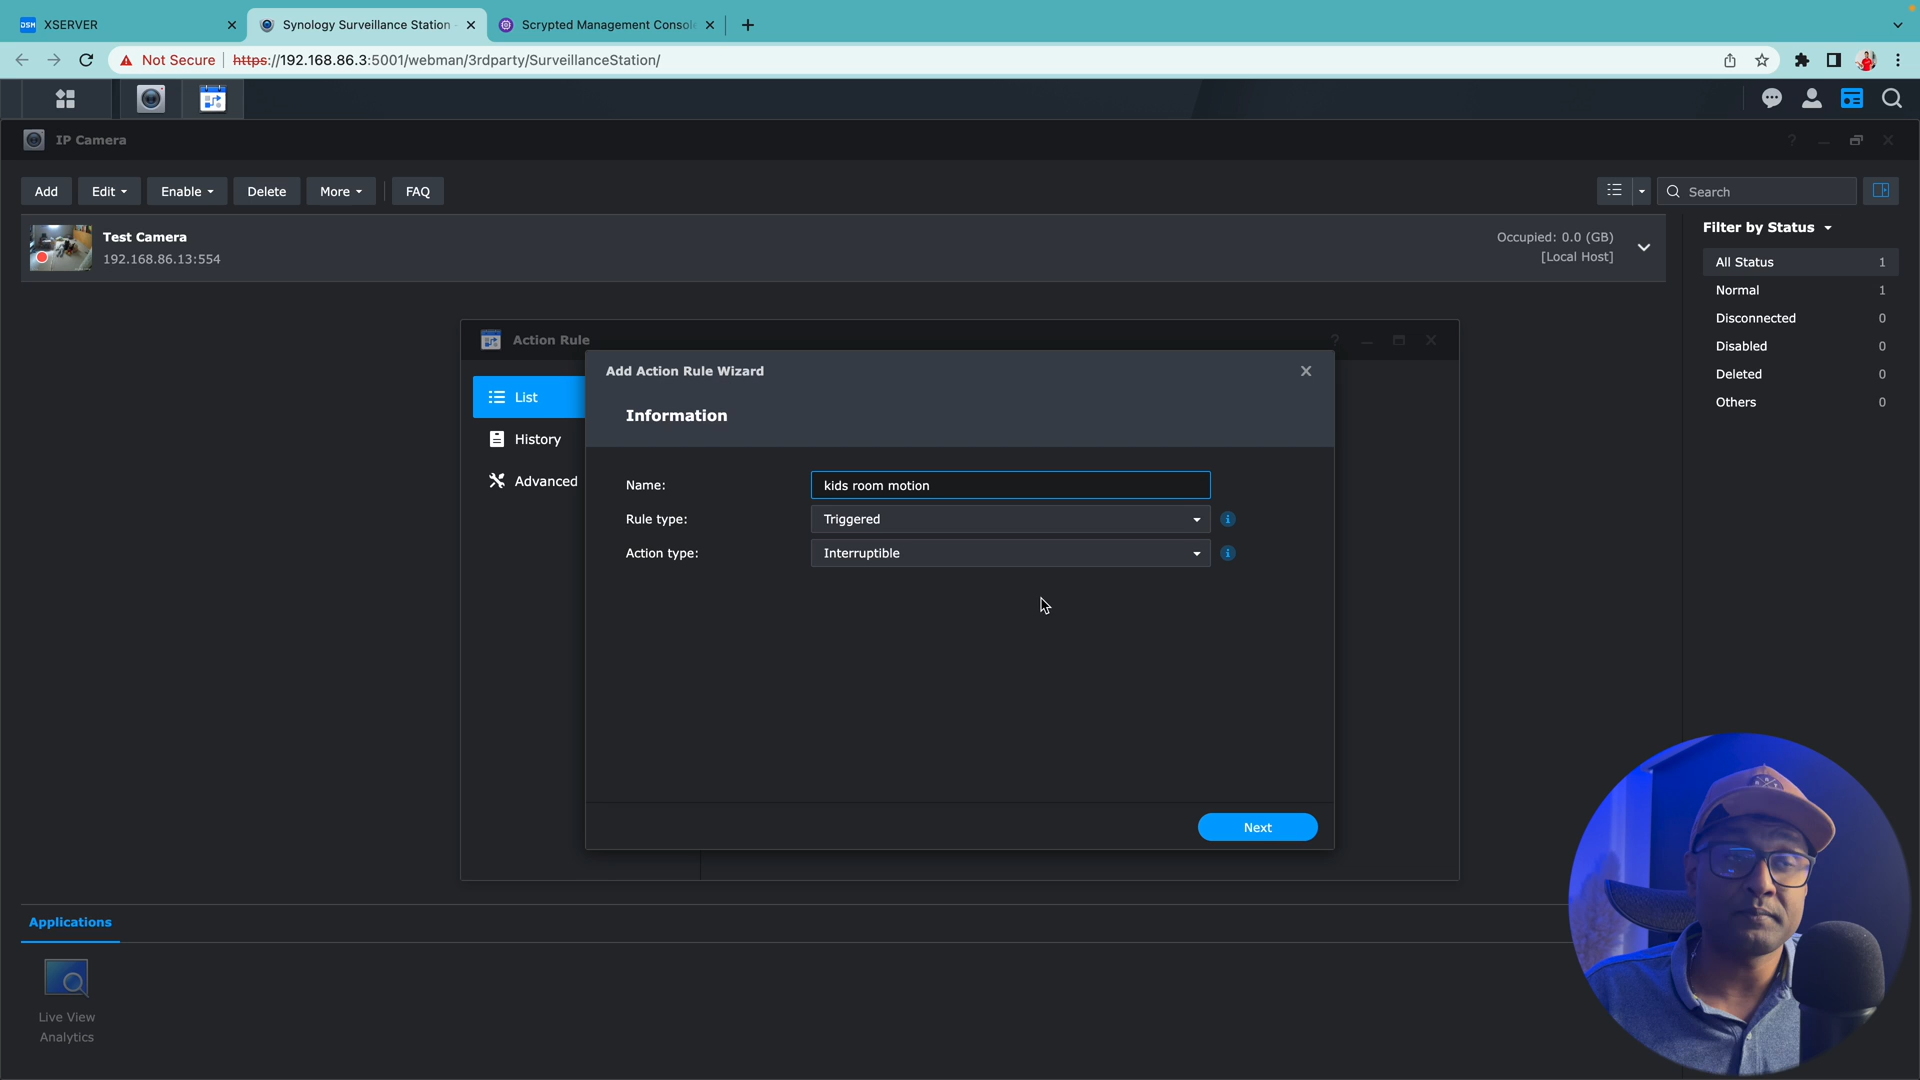 XSERVER
Synology Surveillance Station
Scrypted Management Consol
Not Secure
https://192.168.86.3:5001/webman/3rdparty/SurveillanceStation/
IP Camera
Add
Edit
Enable
Delete
More
FAQ
Search
Test Camera
192.168.86.13:554
Occupied: 0.0 (GB)
[Local Host]
Filter by Status
All Status 1
Normal 1
Disconnected 0
Disabled 0
Deleted 0
Others 0
Action Rule
List
History
Advanced
Add Action Rule Wizard
Information
Name: kids room motion
Rule type: Triggered
Action type: Interruptible
Next
Applications
Live View
Analytics